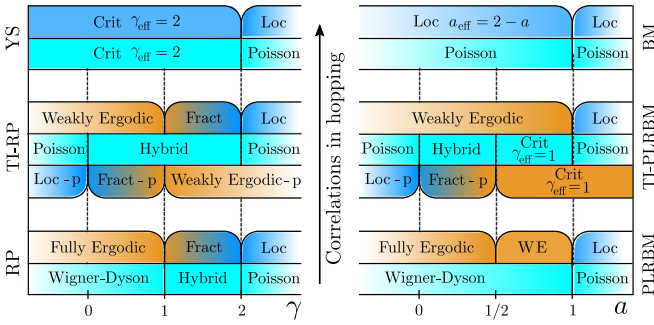 YS
Crit γeff = 2
Loc
Crit γeff = 2
Poisson
TI-RP
Weakly Ergodic
Fract
Loc
Poisson
Hybrid
Poisson
Loc - p
Fract - p
Weakly Ergodic-p
RP
Fully Ergodic
Fract
Loc
Wigner-Dyson
Hybrid
Poisson
0
1
2
γ
Correlations in hopping
Loc aeff = 2 − a
Loc
BM
Poisson
Poisson
Weakly Ergodic
Loc
TI-PLRBM
Poisson
Hybrid
Crit
γeff=1
Poisson
Loc - p
Fract - p
Crit
γeff=1
Fully Ergodic
WE
Loc
PLRBM
Wigner-Dyson
Poisson
0
1/2
1
a